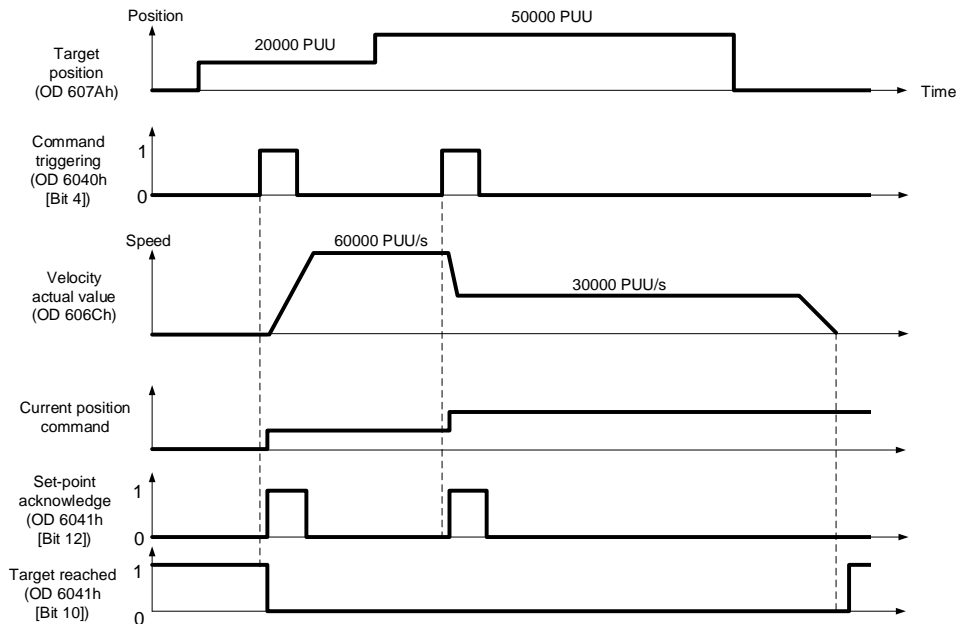 Position
50000 PUU
20000 PUU
Target
position
(OD 607Ah)
Time
Command
triggering
(OD 6040h
[Bit 4])
1
0
Speed
60000 PUU/s
Velocity
actual value
(OD 606Ch)
30000 PUU/s
Current position
command
Set-point
acknowledge
(OD 6041h
[Bit 12])
1
0
Target reached
(OD 6041h
[Bit 10])
1
0